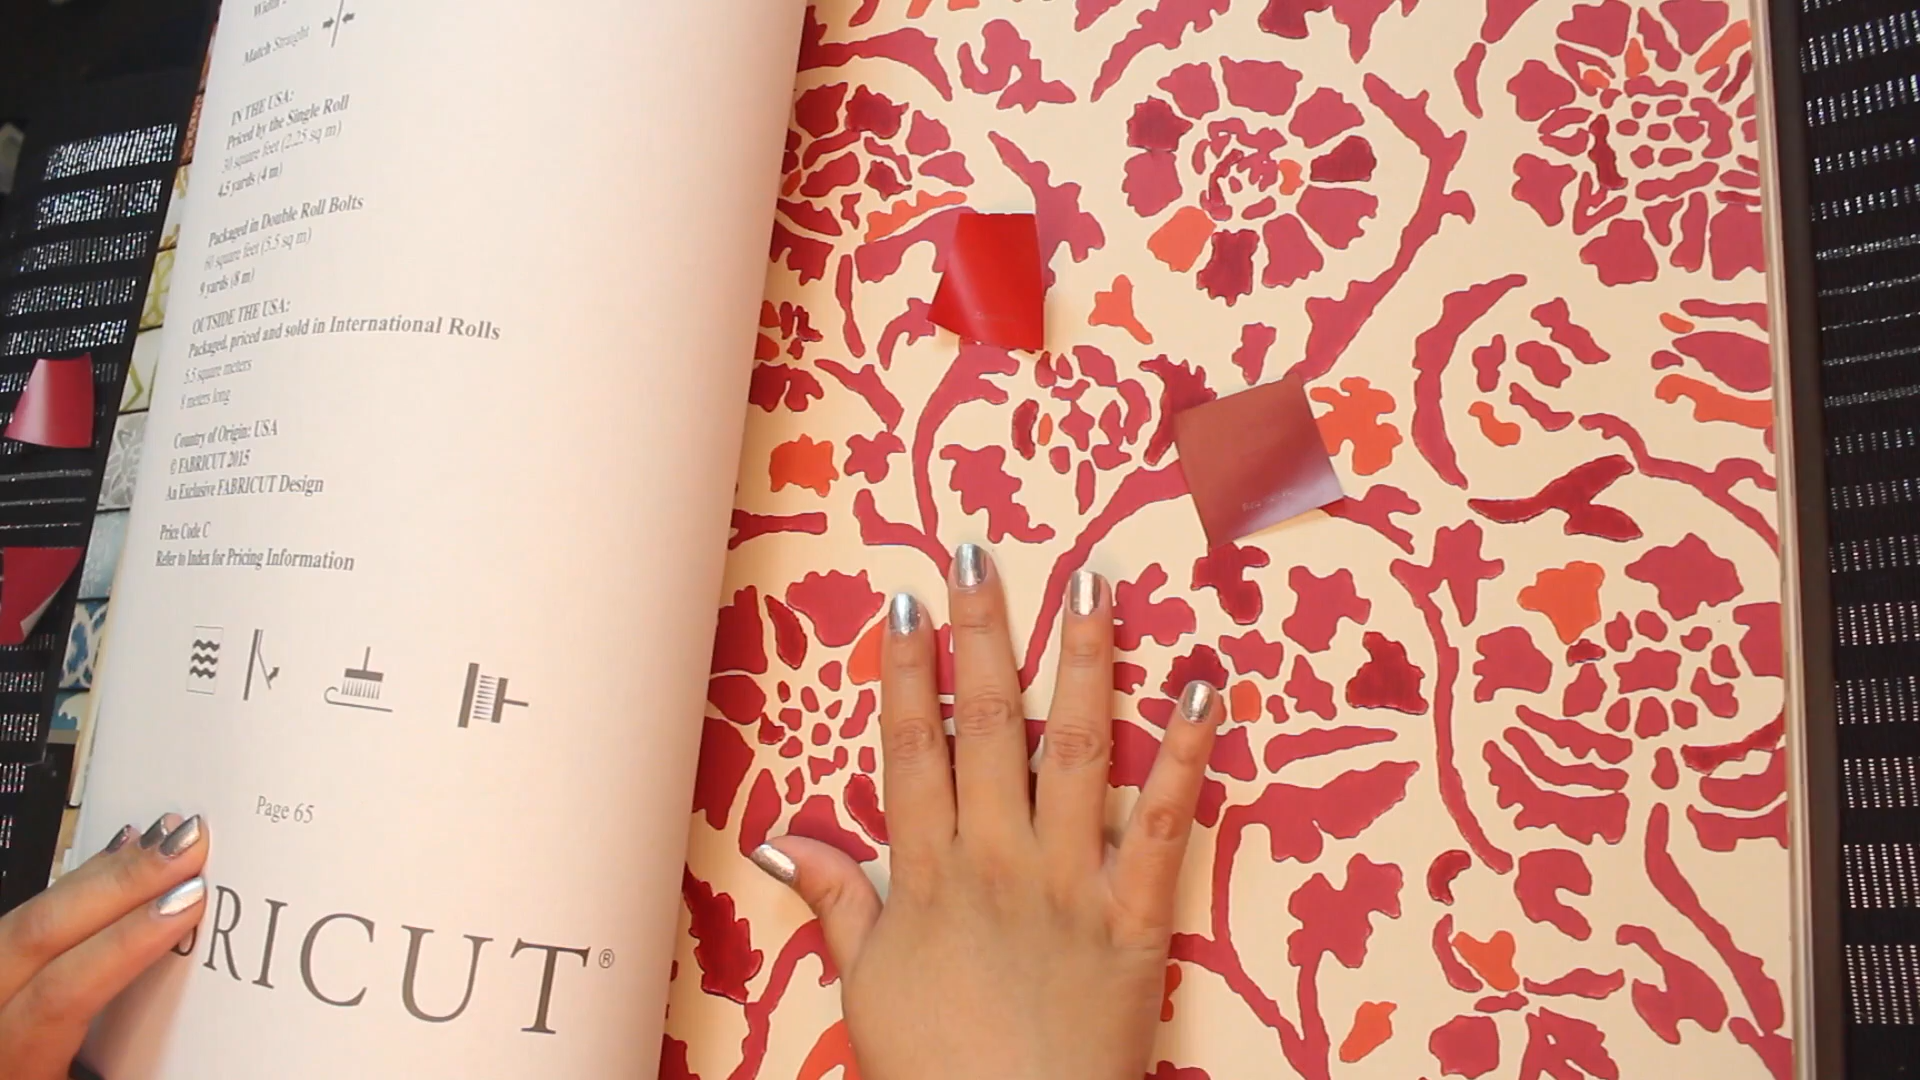 Width
Match Straight
IN THE USA:
Priced by the Single Roll
30 square feet (2.25 sq m)
4.5 yards (4 m)
Packaged in Double Roll Bolts
60 square feet (5.5 sq m)
9 yards (8 m)
OUTSIDE THE USA:
Packaged, priced and sold in International Rolls
5.5 square meters
8 meters long
Country of Origin: USA
© FABRICUT 2015
An Exclusive FABRICUT Design
Price Code C
Refer to Index for Pricing Information
Page 65
BRICUT®